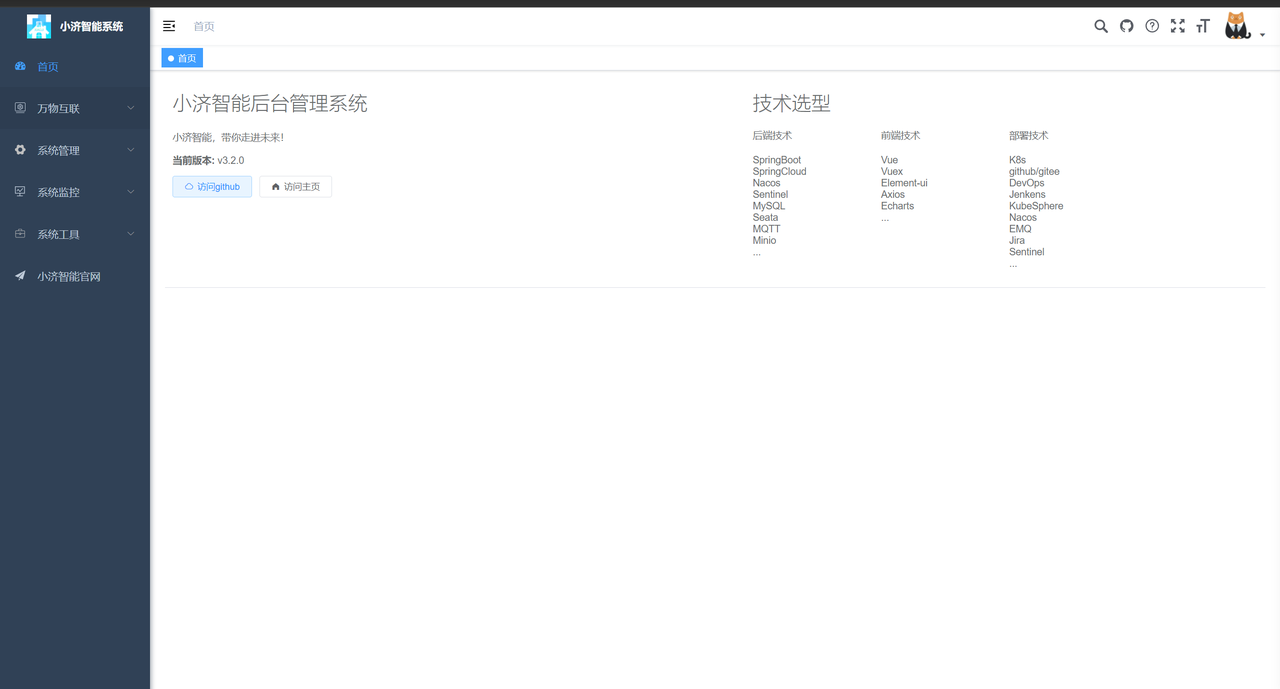 小济智能系统
首页
万物互联
系统管理
系统监控
系统工具
小济智能官网
首页
首页
小济智能后台管理系统
小济智能，带你走进未来！
当前版本: v3.2.0
访问github
访问主页
技术选型
后端技术
SpringBoot
SpringCloud
Nacos
Sentinel
MySQL
Seata
MQTT
Minio
...
前端技术
Vue
Vuex
Element-ui
Axios
Echarts
...
部署技术
K8s
github/gitee
DevOps
Jenkens
KubeSphere
Nacos
EMQ
Jira
Sentinel
...